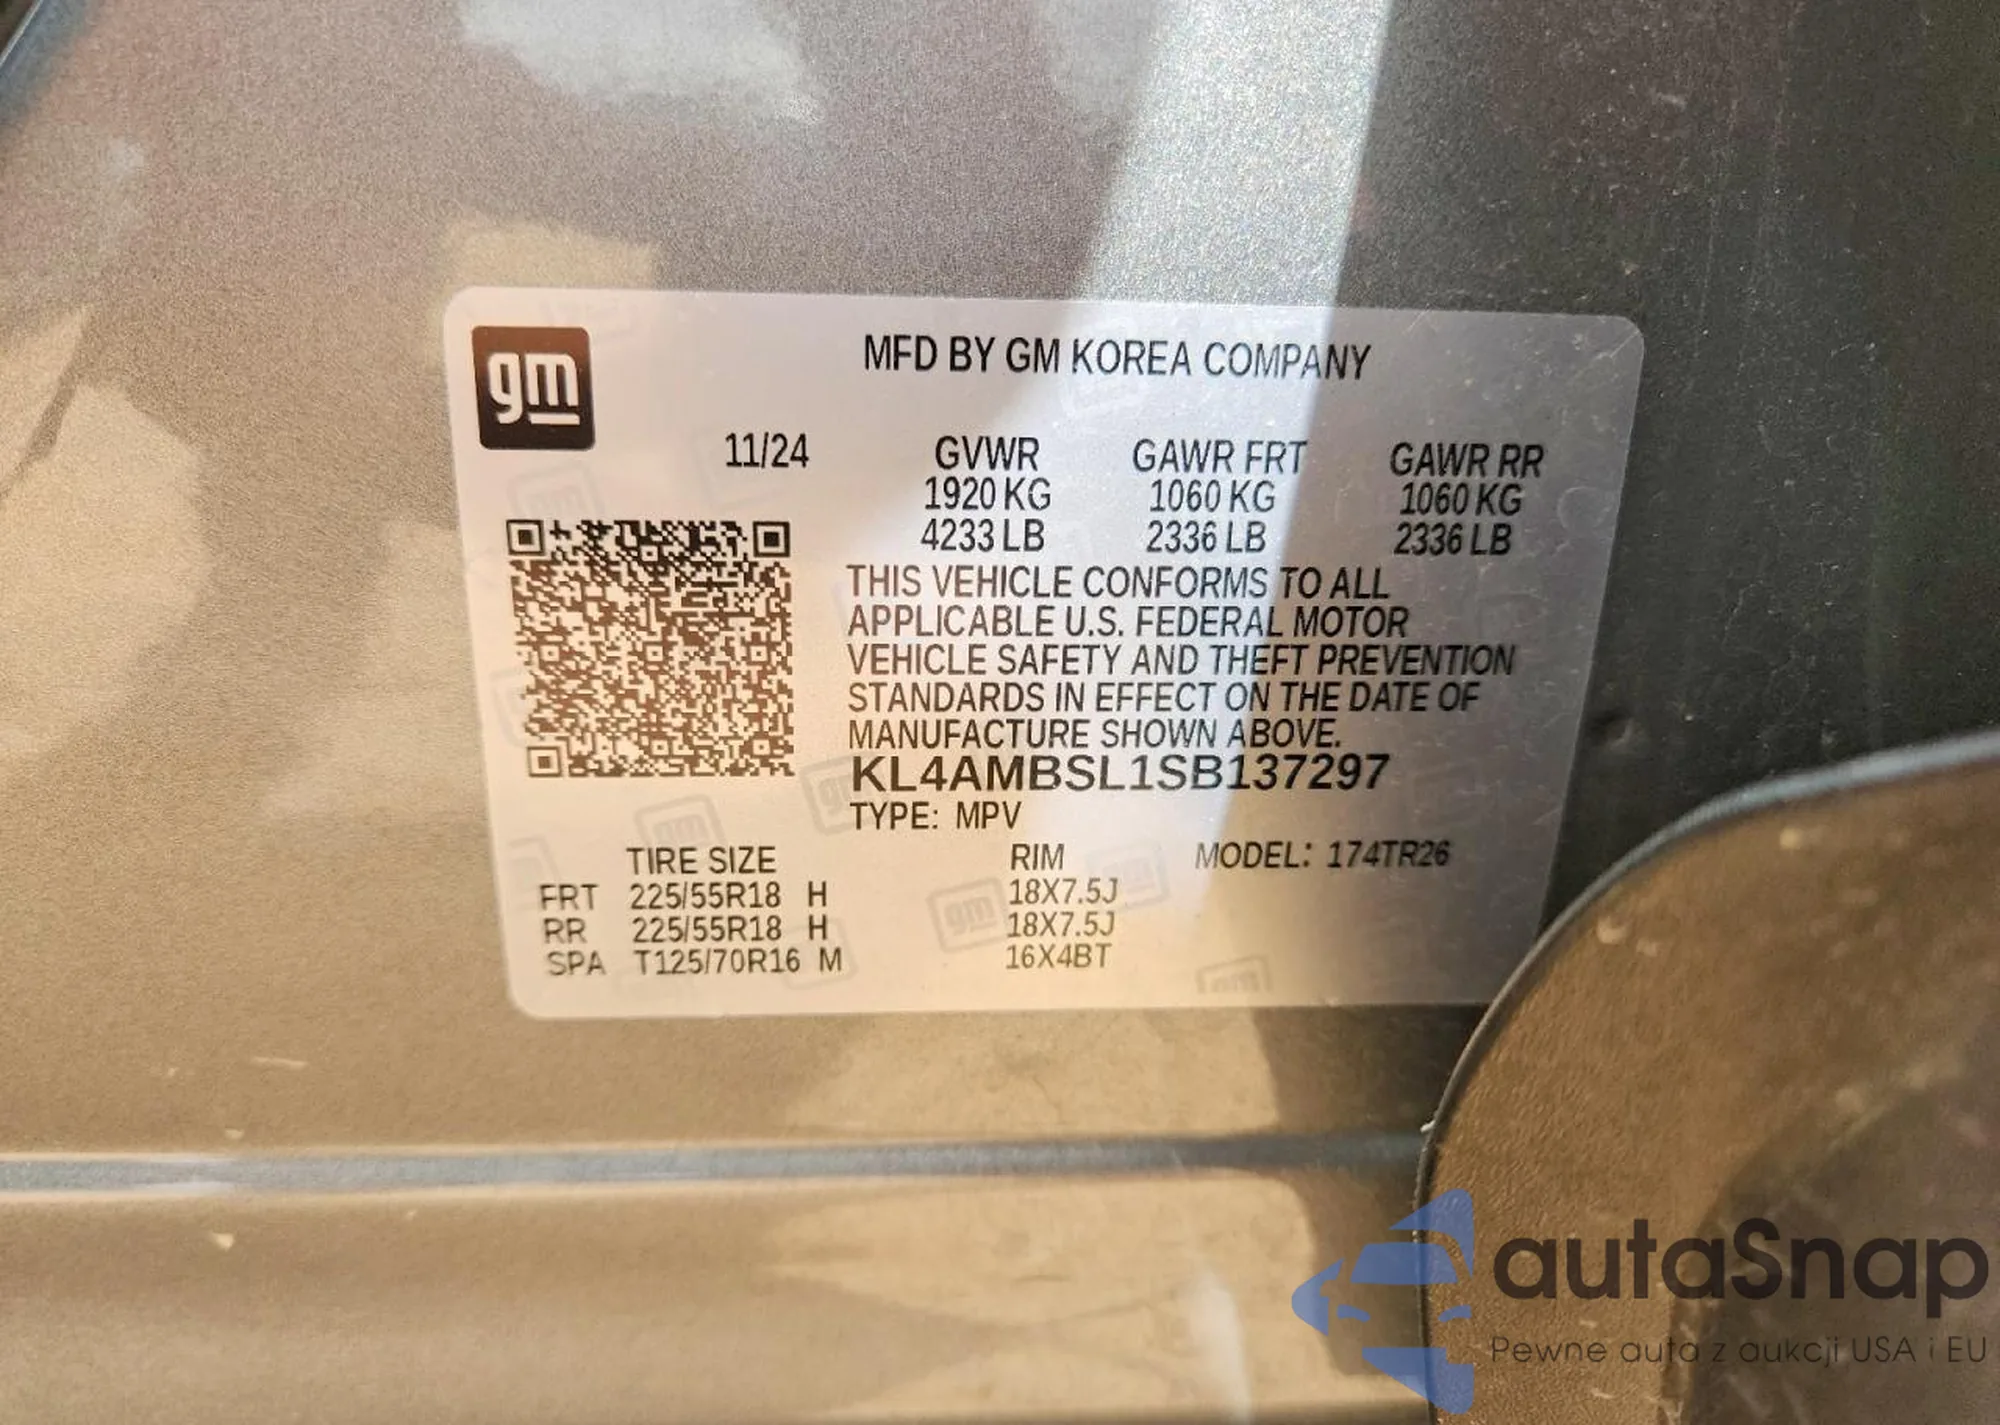 gm
MFD BY GM KOREA COMPANY
11/24 GVWR GAWR FRT GAWR RR
1920 KG 1060 KG 1060 KG
4233 LB 2336 LB 2336 LB
THIS VEHICLE CONFORMS TO ALL
APPLICABLE U.S. FEDERAL MOTOR
VEHICLE SAFETY AND THEFT PREVENTION
STANDARDS IN EFFECT ON THE DATE OF
MANUFACTURE SHOWN ABOVE.
KL4AMBSL1SB137297
TYPE: MPV
TIRE SIZE RIM MODEL: 174TR26
FRT 225/55R18 H 18X7.5J
RR 225/55R18 H 18X7.5J
SPA T125/70R16 M 16X4BT
autaSnap
Pewne auta z aukcji USA i EU